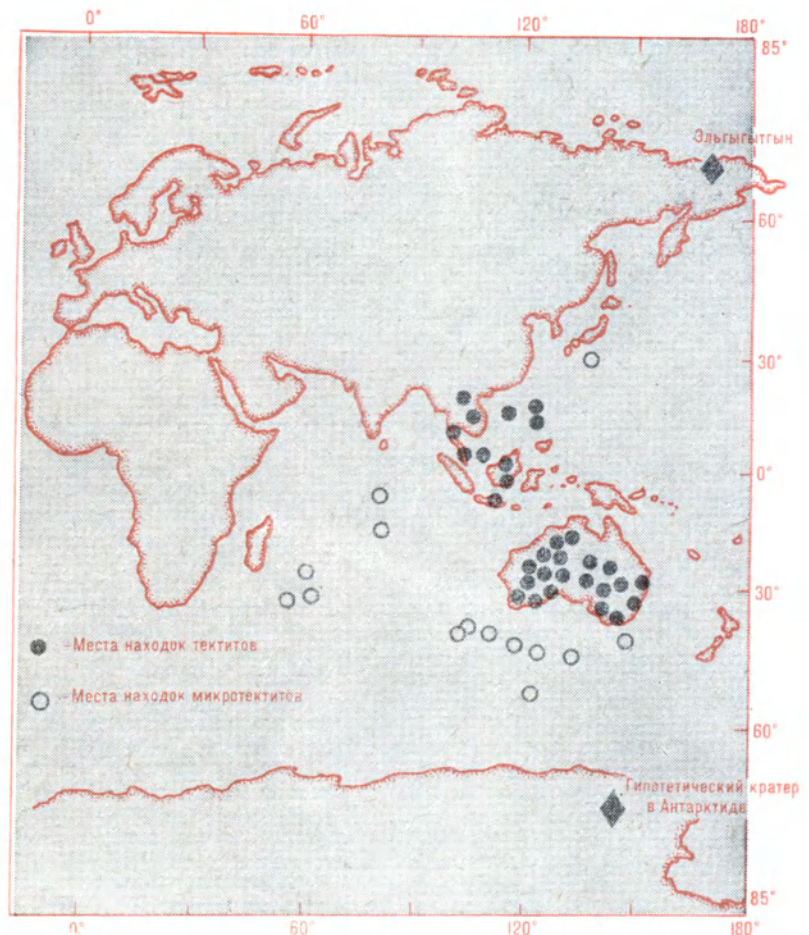 0° 60° 120° 180°
85°
Эльгыгытгын
60°
30°
0°
30°
-Места находок тектитов
-Места находок микротектитов
60°
Гипотетический кратер
в Антарктиде
85°
0° 60° 120° 180°